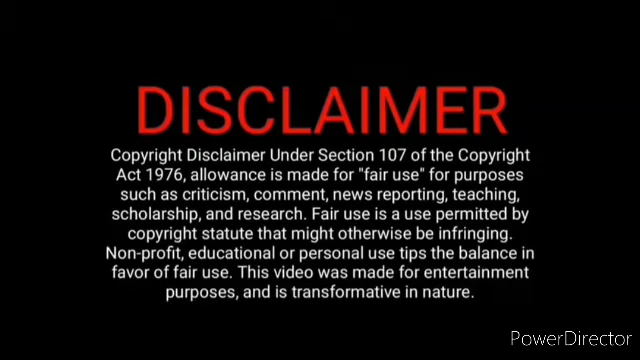 DISCLAIMER
Copyright Disclaimer Under Section 107 of the Copyright
Act 1976, allowance is made for "fair use" for purposes
such as criticism, comment, news reporting, teaching,
scholarship, and research. Fair use is a use permitted by
copyright statute that might otherwise be infringing.
Non-profit, educational or personal use tips the balance in
favor of fair use. This video was made for entertainment
purposes, and is transformative in nature.
PowerDirector